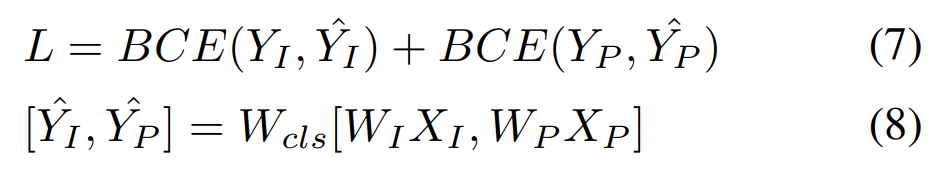 L = BCE(Y_I, \hat{Y_I}) + BCE(Y_P, \hat{Y_P}) (7)
[\hat{Y_I}, \hat{Y_P}] = W_{cls}[W_I X_I, W_P X_P] (8)